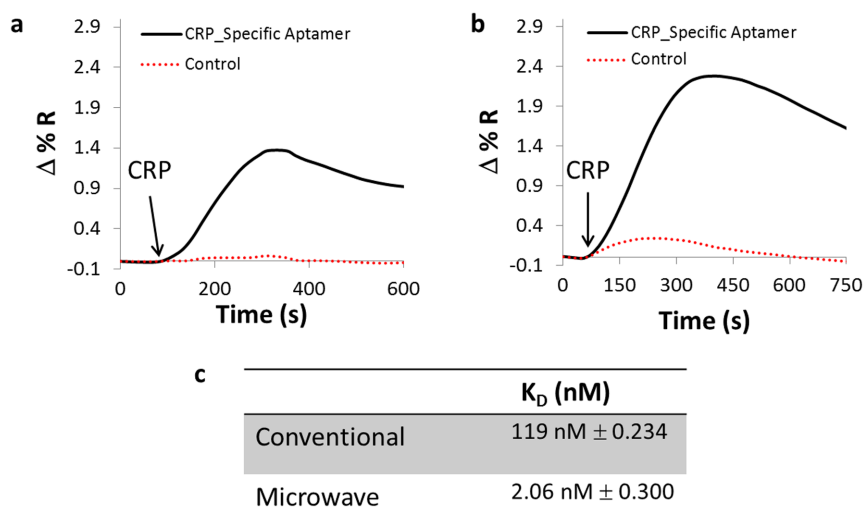 a
2.9
2.4
1.9
1.4
0.9
0.4
-0.1
Δ % R
CRP_Specific Aptamer
Control
CRP
0 200 400 600
Time (s)
b
2.9
2.4
1.9
1.4
0.9
0.4
-0.1
Δ % R
CRP_Specific Aptamer
Control
CRP
0 150 300 450 600 750
Time (s)
c
K_D (nM)
Conventional 119 nM ± 0.234
Microwave 2.06 nM ± 0.300